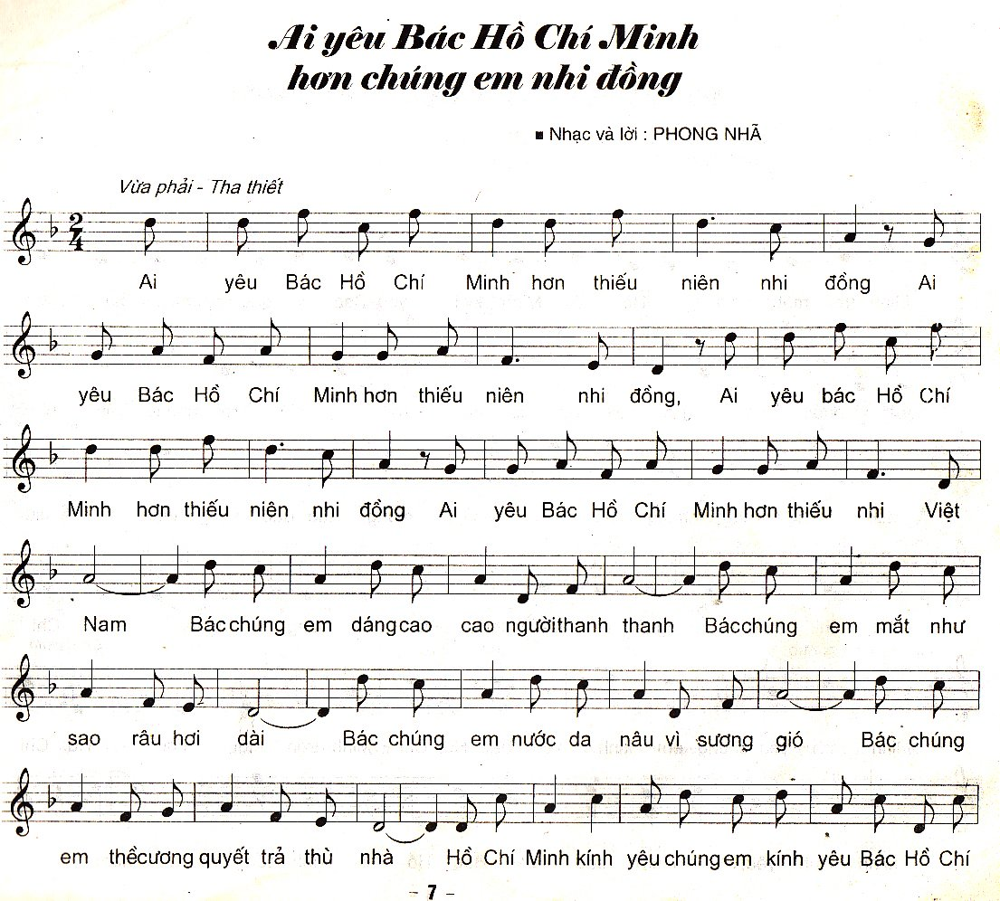 Ai yêu Bác Hồ Chí Minh
hơn chúng em nhi đồng
■ Nhạc và lời : PHONG NHÃ
Vừa phải - Tha thiết
2
4
Ai yêu Bác Hồ Chí Minh hơn thiếu niên nhi đồng Ai
yêu Bác Hồ Chí Minh hơn thiếu niên nhi đồng, Ai yêu bác Hồ Chí
Minh hơn thiếu niên nhi đồng Ai yêu Bác Hồ Chí Minh hơn thiếu nhi Việt
Nam Bác chúng em dáng cao cao người thanh thanh Bác chúng em mắt như
sao râu hơi dài Bác chúng em nước da nâu vì sương gió Bác chúng
em thề cương quyết trả thù nhà Hồ Chí Minh kính yêu chúng em kính yêu Bác Hồ Chí
- 7 -